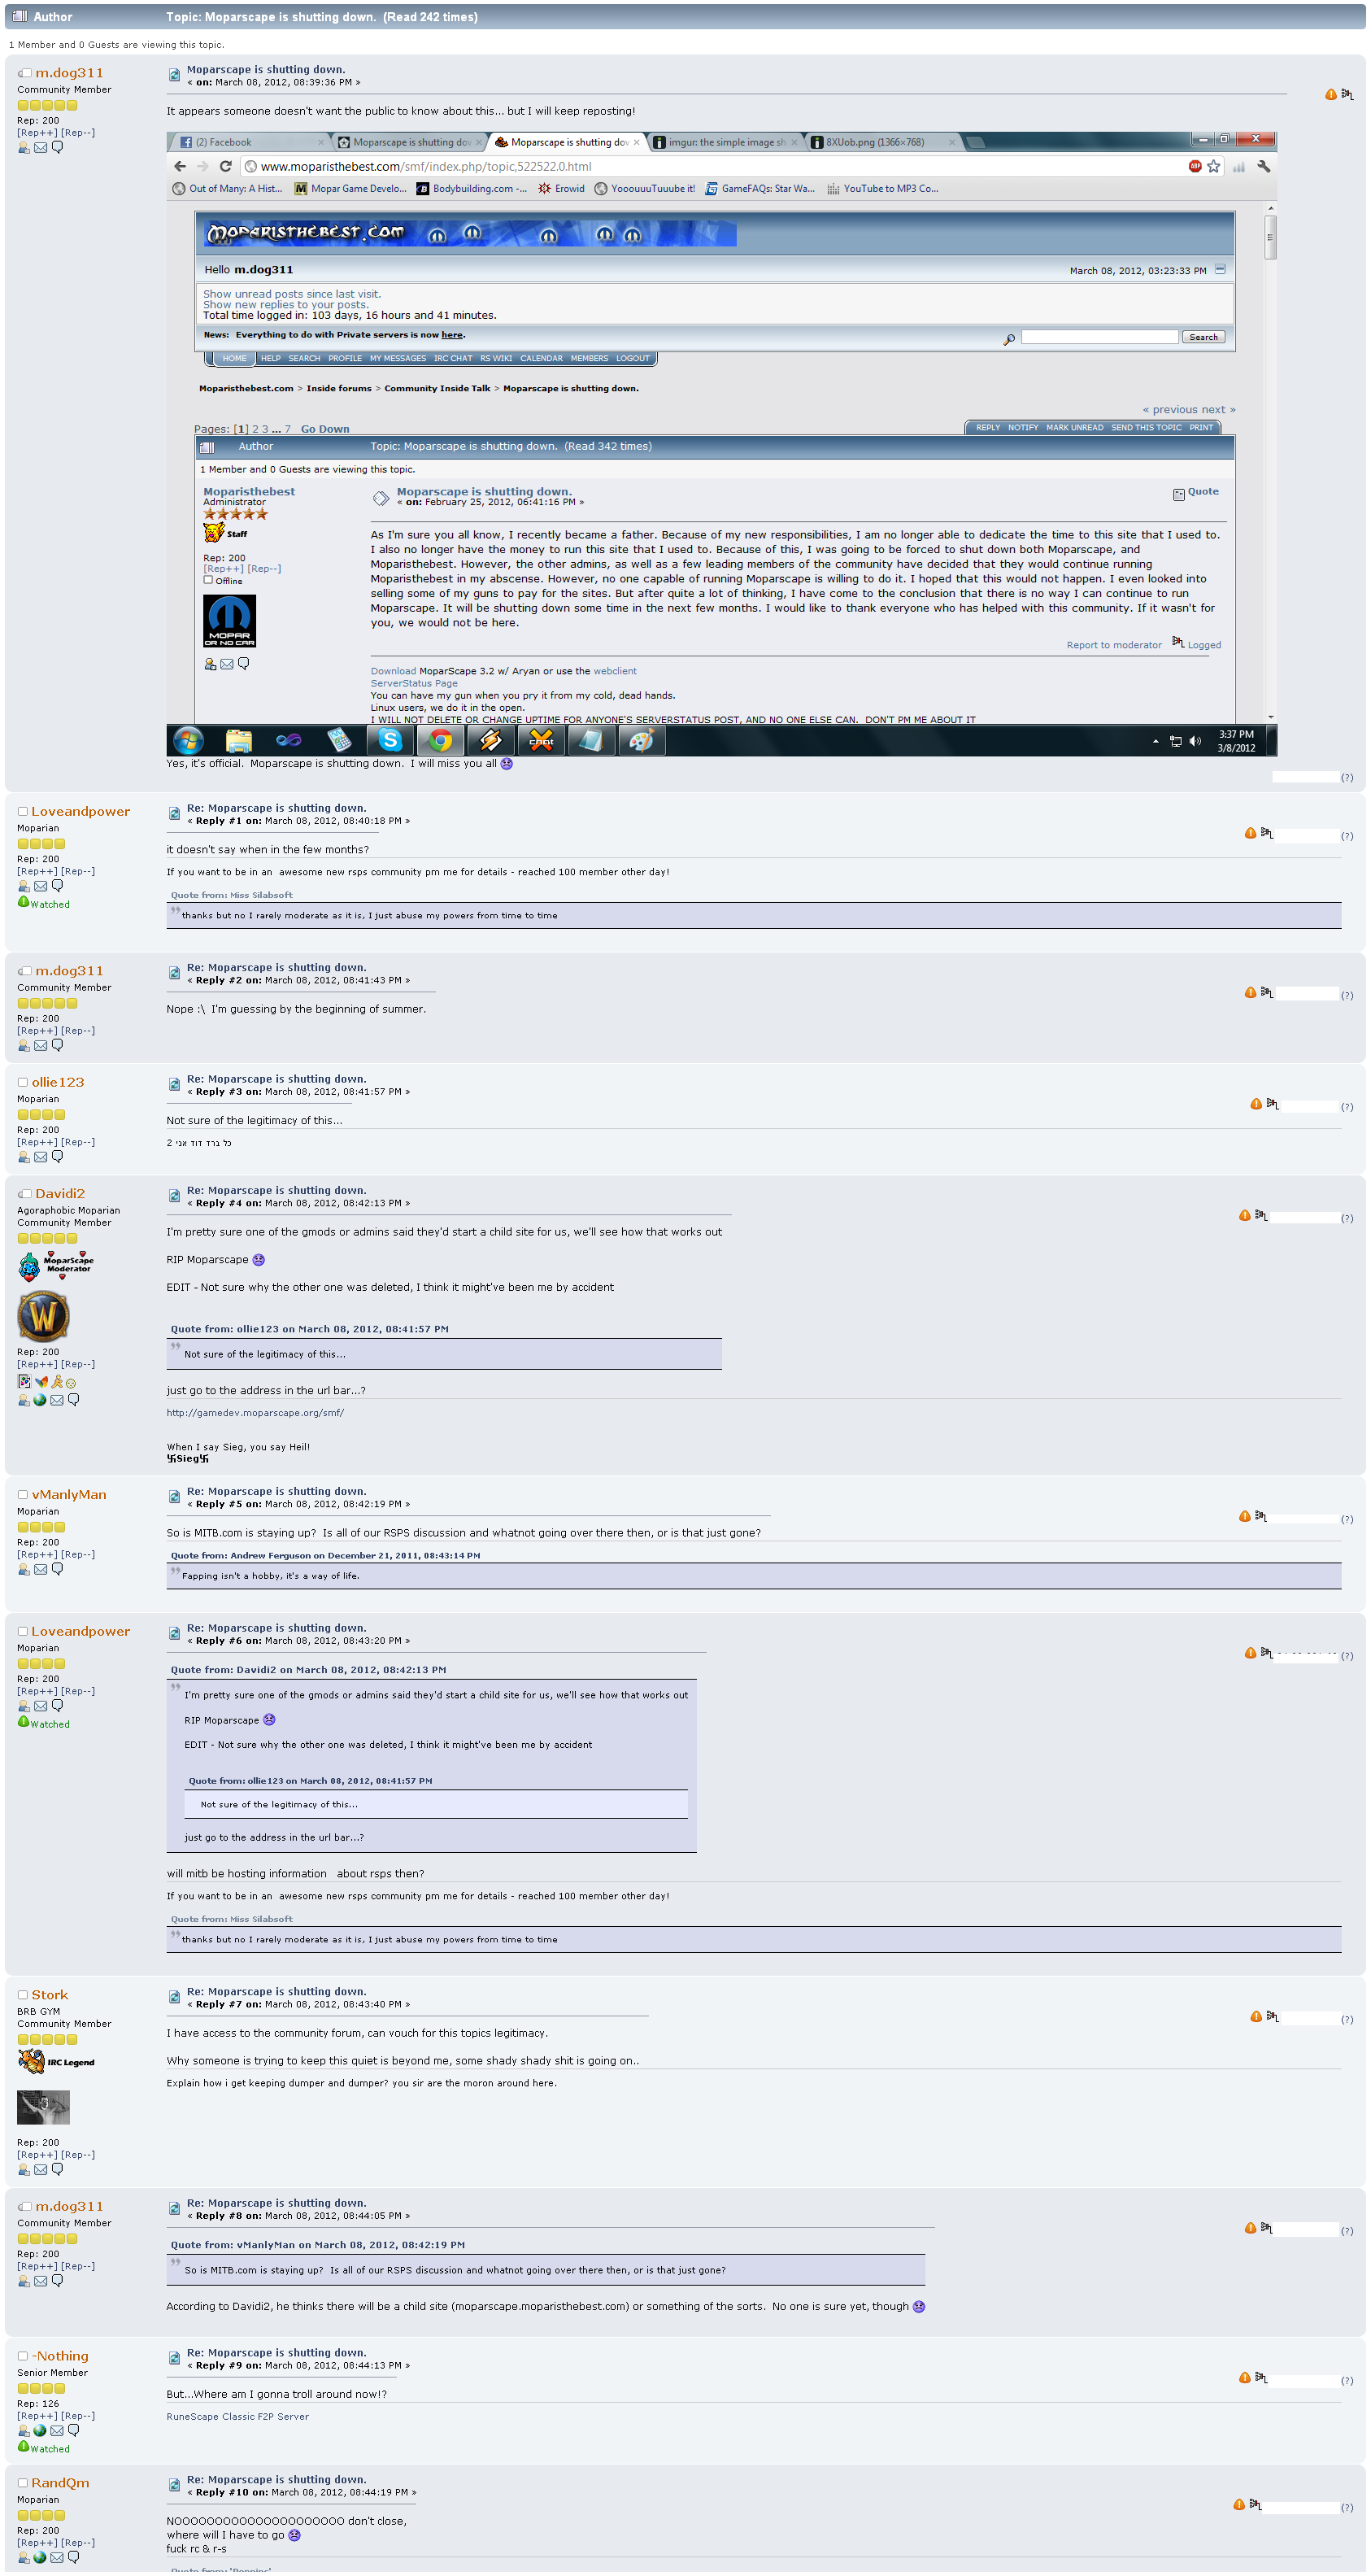 Author Topic: Moparscape is shutting down. (Read 242 times)
1 Member and 0 Guests are viewing this topic.
m.dog311
Community Member
Rep: 200
[Rep++] [Rep--]
Moparscape is shutting down.
« on: March 08, 2012, 08:39:36 PM »
It appears someone doesn't want the public to know about this... but I will keep reposting!
(2) Facebook Moparscape is shutting dov Moparscape is shutting dov imgur: the simple image sh 8XUob.png (1366×768)
www.moparisthebest.com/smf/index.php/topic,522522.0.html
Out of Many: A Hist... Mopar Game Develo... Bodybuilding.com -... Erowid YooouuuTuuube it! GameFAQs: Star Wa... YouTube to MP3 Co...
Moparisthebest.com
Hello m.dog311 March 08, 2012, 03:23:33 PM
Show unread posts since last visit.
Show new replies to your posts.
Total time logged in: 103 days, 16 hours and 41 minutes.
News: Everything to do with Private servers is now here. Search
HOME HELP SEARCH PROFILE MY MESSAGES IRC CHAT RS WIKI CALENDAR MEMBERS LOGOUT
Moparisthebest.com > Inside forums > Community Inside Talk > Moparscape is shutting down.
« previous next »
Pages: [1] 2 3 ... 7 Go Down REPLY NOTIFY MARK UNREAD SEND THIS TOPIC PRINT
Author Topic: Moparscape is shutting down. (Read 342 times)
1 Member and 0 Guests are viewing this topic.
Moparisthebest
Administrator
Staff
Rep: 200
[Rep++] [Rep--]
Offline
MOPAR
OR NO CAR
Moparscape is shutting down. Quote
« on: February 25, 2012, 06:41:16 PM »
As I'm sure you all know, I recently became a father. Because of my new responsibilities, I am no longer able to dedicate the time to this site that I used to.
I also no longer have the money to run this site that I used to. Because of this, I was going to be forced to shut down both Moparscape, and
Moparisthebest. However, the other admins, as well as a few leading members of the community have decided that they would continue running
Moparisthebest in my abscense. However, no one capable of running Moparscape is willing to do it. I hoped that this would not happen. I even looked into
selling some of my guns to pay for the sites. But after quite a lot of thinking, I have come to the conclusion that there is no way I can continue to run
Moparscape. It will be shutting down some time in the next few months. I would like to thank everyone who has helped with this community. If it wasn't for
you, we would not be here.
Report to moderator Logged
Download MoparScape 3.2 w/ Aryan or use the webclient
ServerStatus Page
You can have my gun when you pry it from my cold, dead hands.
Linux users, we do it in the open.
I WILL NOT DELETE OR CHANGE UPTIME FOR ANYONE'S SERVERSTATUS POST, AND NO ONE ELSE CAN. DON'T PM ME ABOUT IT
3:37 PM
3/8/2012
Yes, it's official. Moparscape is shutting down. I will miss you all
(?)
Loveandpower
Moparian
Rep: 200
[Rep++] [Rep--]
Watched
Re: Moparscape is shutting down.
« Reply #1 on: March 08, 2012, 08:40:18 PM »
(?)
it doesn't say when in the few months?
If you want to be in an awesome new rsps community pm me for details - reached 100 member other day!
Quote from: Miss Silabsoft
thanks but no I rarely moderate as it is, I just abuse my powers from time to time
m.dog311
Community Member
Rep: 200
[Rep++] [Rep--]
Re: Moparscape is shutting down.
« Reply #2 on: March 08, 2012, 08:41:43 PM »
(?)
Nope :\ I'm guessing by the beginning of summer.
ollie123
Moparian
Rep: 200
[Rep++] [Rep--]
Re: Moparscape is shutting down.
« Reply #3 on: March 08, 2012, 08:41:57 PM »
(?)
Not sure of the legitimacy of this...
כל גרד דוד אני 2
Davidi2
Agoraphobic Moparian
Community Member
MoparScape
Moderator
W
Rep: 200
[Rep++] [Rep--]
Re: Moparscape is shutting down.
« Reply #4 on: March 08, 2012, 08:42:13 PM »
(?)
I'm pretty sure one of the gmods or admins said they'd start a child site for us, we'll see how that works out
RIP Moparscape
EDIT - Not sure why the other one was deleted, I think it might've been me by accident
Quote from: ollie123 on March 08, 2012, 08:41:57 PM
Not sure of the legitimacy of this...
just go to the address in the url bar...?
http://gamedev.moparscape.org/smf/
When I say Sieg, you say Heil!
卐Sieg卐
vManlyMan
Moparian
Rep: 200
[Rep++] [Rep--]
Re: Moparscape is shutting down.
« Reply #5 on: March 08, 2012, 08:42:19 PM »
(?)
So is MITB.com is staying up? Is all of our RSPS discussion and whatnot going over there then, or is that just gone?
Quote from: Andrew Ferguson on December 21, 2011, 08:43:14 PM
Fapping isn't a hobby, it's a way of life.
Loveandpower
Moparian
Rep: 200
[Rep++] [Rep--]
Watched
Re: Moparscape is shutting down.
« Reply #6 on: March 08, 2012, 08:43:20 PM »
(?)
Quote from: Davidi2 on March 08, 2012, 08:42:13 PM
I'm pretty sure one of the gmods or admins said they'd start a child site for us, we'll see how that works out
RIP Moparscape
EDIT - Not sure why the other one was deleted, I think it might've been me by accident
Quote from: ollie123 on March 08, 2012, 08:41:57 PM
Not sure of the legitimacy of this...
just go to the address in the url bar...?
will mitb be hosting information about rsps then?
If you want to be in an awesome new rsps community pm me for details - reached 100 member other day!
Quote from: Miss Silabsoft
thanks but no I rarely moderate as it is, I just abuse my powers from time to time
Stork
BRB GYM
Community Member
IRC Legend
Rep: 200
[Rep++] [Rep--]
Re: Moparscape is shutting down.
« Reply #7 on: March 08, 2012, 08:43:40 PM »
(?)
I have access to the community forum, can vouch for this topics legitimacy.
Why someone is trying to keep this quiet is beyond me, some shady shady shit is going on..
Explain how i get keeping dumper and dumper? you sir are the moron around here.
m.dog311
Community Member
Rep: 200
[Rep++] [Rep--]
Re: Moparscape is shutting down.
« Reply #8 on: March 08, 2012, 08:44:05 PM »
(?)
Quote from: vManlyMan on March 08, 2012, 08:42:19 PM
So is MITB.com is staying up? Is all of our RSPS discussion and whatnot going over there then, or is that just gone?
According to Davidi2, he thinks there will be a child site (moparscape.moparisthebest.com) or something of the sorts. No one is sure yet, though
-Nothing
Senior Member
Rep: 126
[Rep++] [Rep--]
Watched
Re: Moparscape is shutting down.
« Reply #9 on: March 08, 2012, 08:44:13 PM »
(?)
But...Where am I gonna troll around now!?
RuneScape Classic F2P Server
RandQm
Moparian
Rep: 200
[Rep++] [Rep--]
Re: Moparscape is shutting down.
« Reply #10 on: March 08, 2012, 08:44:19 PM »
(?)
NOOOOOOOOOOOOOOOOOOOOO don't close,
where will I have to go
fuck rc & r-s